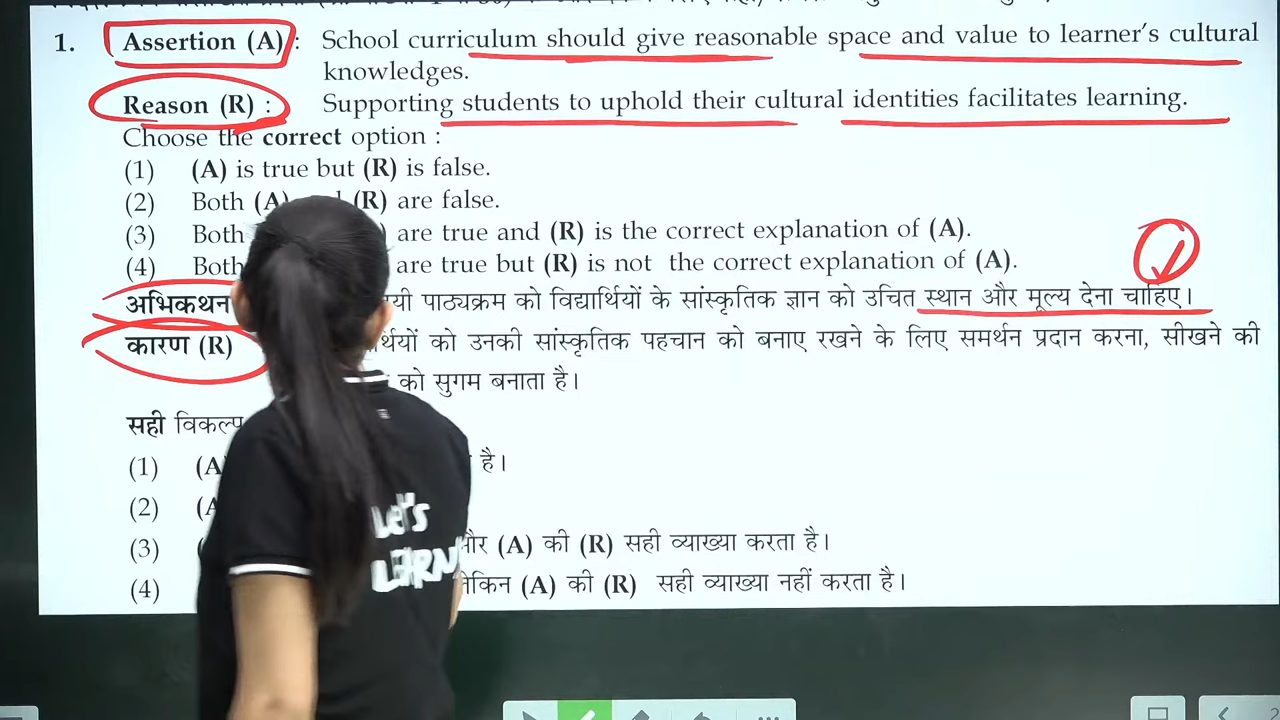 1. Assertion (A) : School curriculum should give reasonable space and value to learner's cultural
knowledges.
Reason (R) : Supporting students to uphold their cultural identities facilitates learning.
Choose the correct option :
(1) (A) is true but (R) is false.
(2) Both (A) (R) are false.
(3) Both are true and (R) is the correct explanation of (A).
(4) Both are true but (R) is not the correct explanation of (A).
अभिकथन पाठ्यक्रम को विद्यार्थियों के सांस्कृतिक ज्ञान को उचित स्थान और मूल्य देना चाहिए।
कारण (R) को उनकी सांस्कृतिक पहचान को बनाए रखने के लिए समर्थन प्रदान करना, सीखने की
को सुगम बनाता है।
सही विकल्प
(1) (A है।
(2)
(3) और (A) की (R) सही व्याख्या करता है।
(4) लेकिन (A) की (R) सही व्याख्या नहीं करता है।
Let's
LEARN